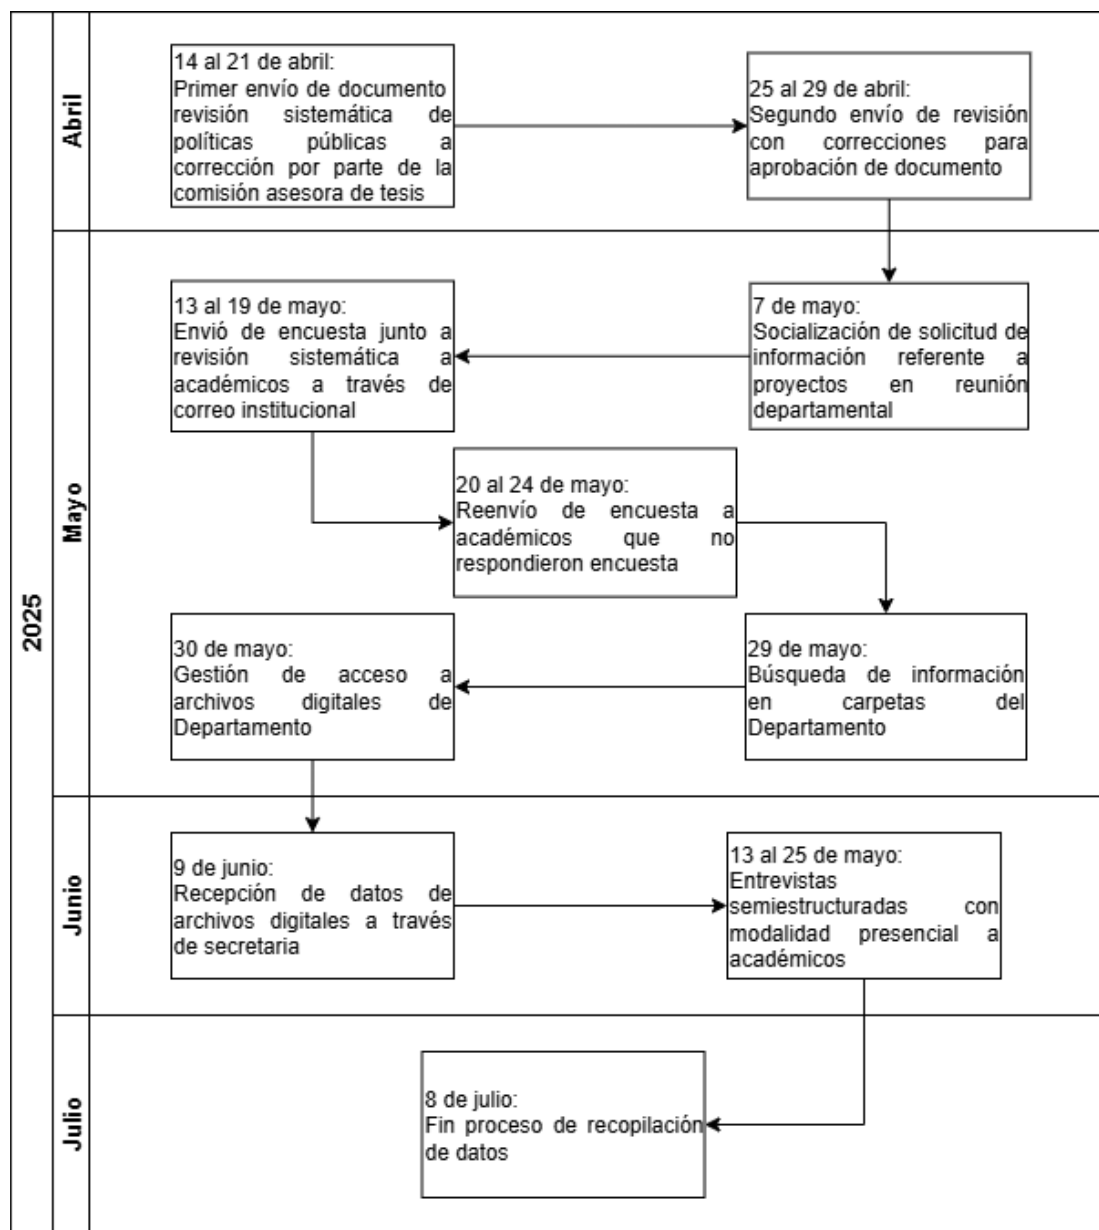 2025
Abril
14 al 21 de abril:
Primer envío de documento
revisión sistemática de
políticas públicas a
corrección por parte de la
comisión asesora de tesis
25 al 29 de abril:
Segundo envío de revisión
con correcciones para
aprobación de documento
Mayo
7 de mayo:
Socialización de solicitud de
información referente a
proyectos en reunión
departamental
13 al 19 de mayo:
Envió de encuesta junto a
revisión sistemática a
académicos a través de
correo institucional
20 al 24 de mayo:
Reenvío de encuesta a
académicos que no
respondieron encuesta
29 de mayo:
Búsqueda de información
en carpetas del
Departamento
30 de mayo:
Gestión de acceso a
archivos digitales de
Departamento
Junio
9 de junio:
Recepción de datos de
archivos digitales a través
de secretaria
13 al 25 de mayo:
Entrevistas
semiestructuradas con
modalidad presencial a
académicos
Julio
8 de julio:
Fin proceso de recopilación
de datos